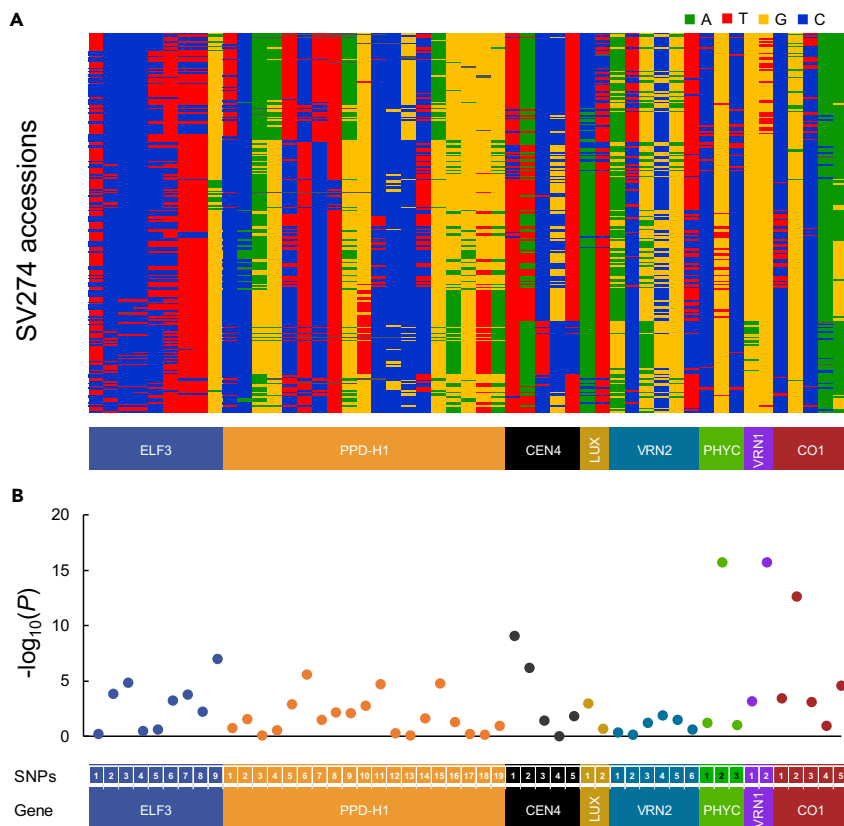 A
A T G C
SV274 accessions
ELF3 PPD-H1 CEN4 LUX VRN2 PHYC VRN1 CO1
B
20
15
10
5
0
-log10(P)
SNPs 1 2 3 4 5 6 7 8 9 1 2 3 4 5 6 7 8 9 10 11 12 13 14 15 16 17 18 19 1 2 3 4 5 1 2 1 2 3 4 5 6 1 2 3 1 2 1 2 3 4 5
Gene ELF3 PPD-H1 CEN4 LUX VRN2 PHYC VRN1 CO1